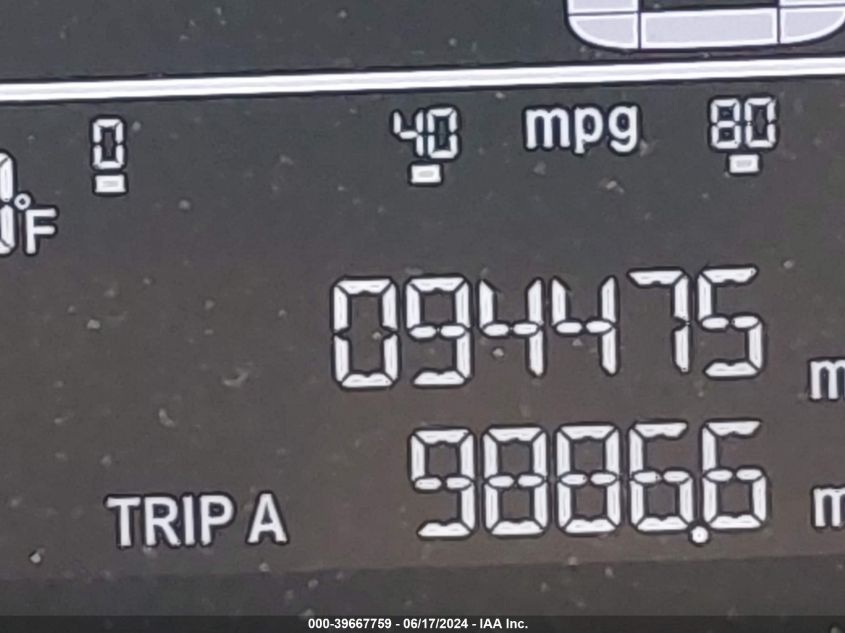 0 40 mpg 80
°F
094475 m
TRIP A 9886.6 m
000-39667759 - 06/17/2024 - IAA Inc.